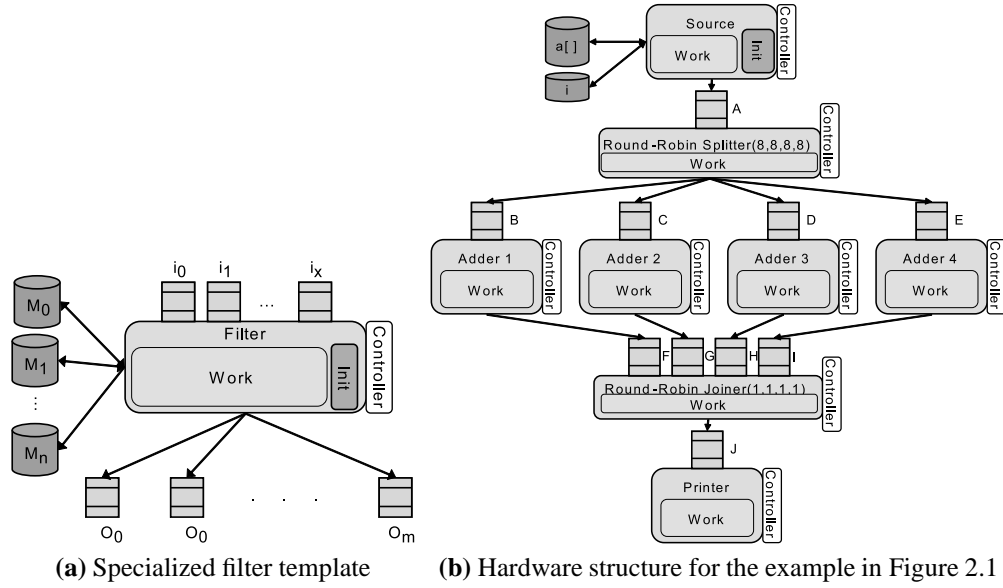 Source
Work
Init
Controller
a[ ]
i
A
Controller
Round-Robin Splitter(8,8,8,8)
Work
B
C
D
E
Adder 1
Work
Controller
Adder 2
Work
Controller
Adder 3
Work
Controller
Adder 4
Work
Controller
F
G
H
I
Round-Robin Joiner(1,1,1,1)
Work
Controller
J
Printer
Work
Controller
i0
i1
...
ix
M0
M1
...
Mn
Filter
Work
Init
Controller
O0
O0
. . .
Om
(a) Specialized filter template
(b) Hardware structure for the example in Figure 2.1